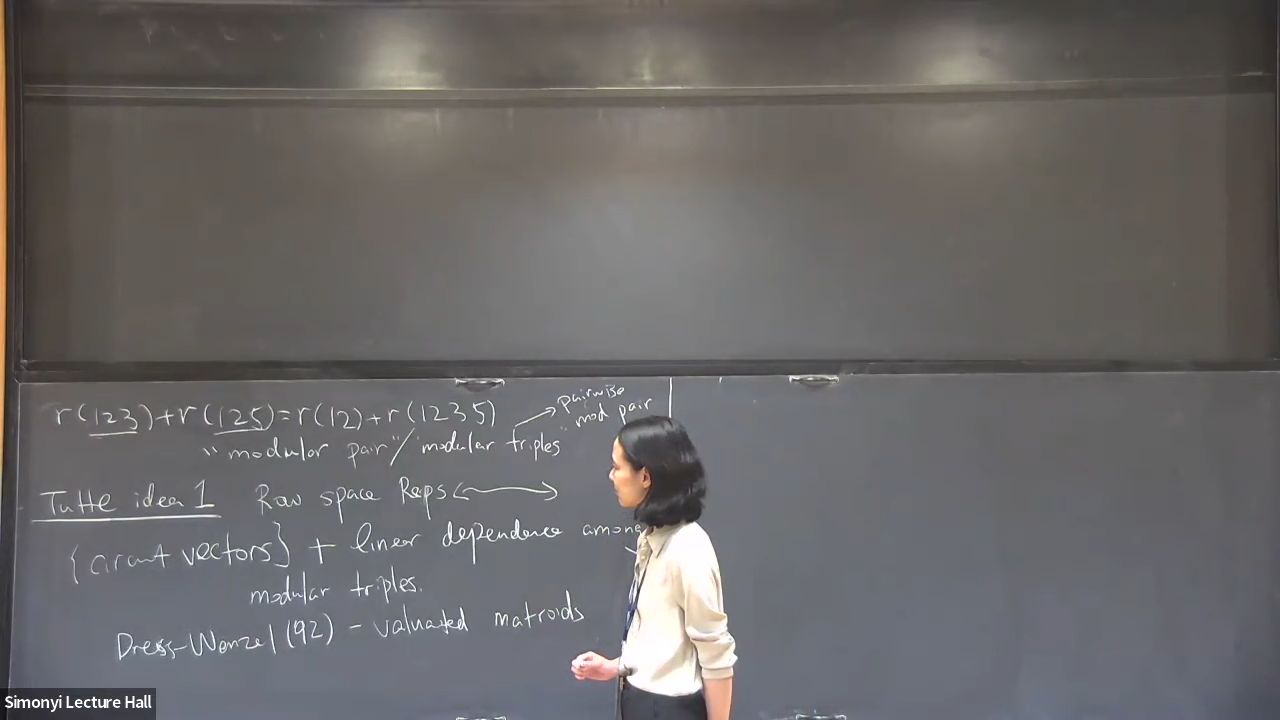 r(123)+r(125)=r(12)+r(1235)
pairwise
"mod pair
"modular pair"/modular triples
Tutte idea 1 Row space Reps
{circuit vectors} + linear dependence among
modular triples.
Dress-Wenzel (92) - valuated matroids
Simonyi Lecture Hall